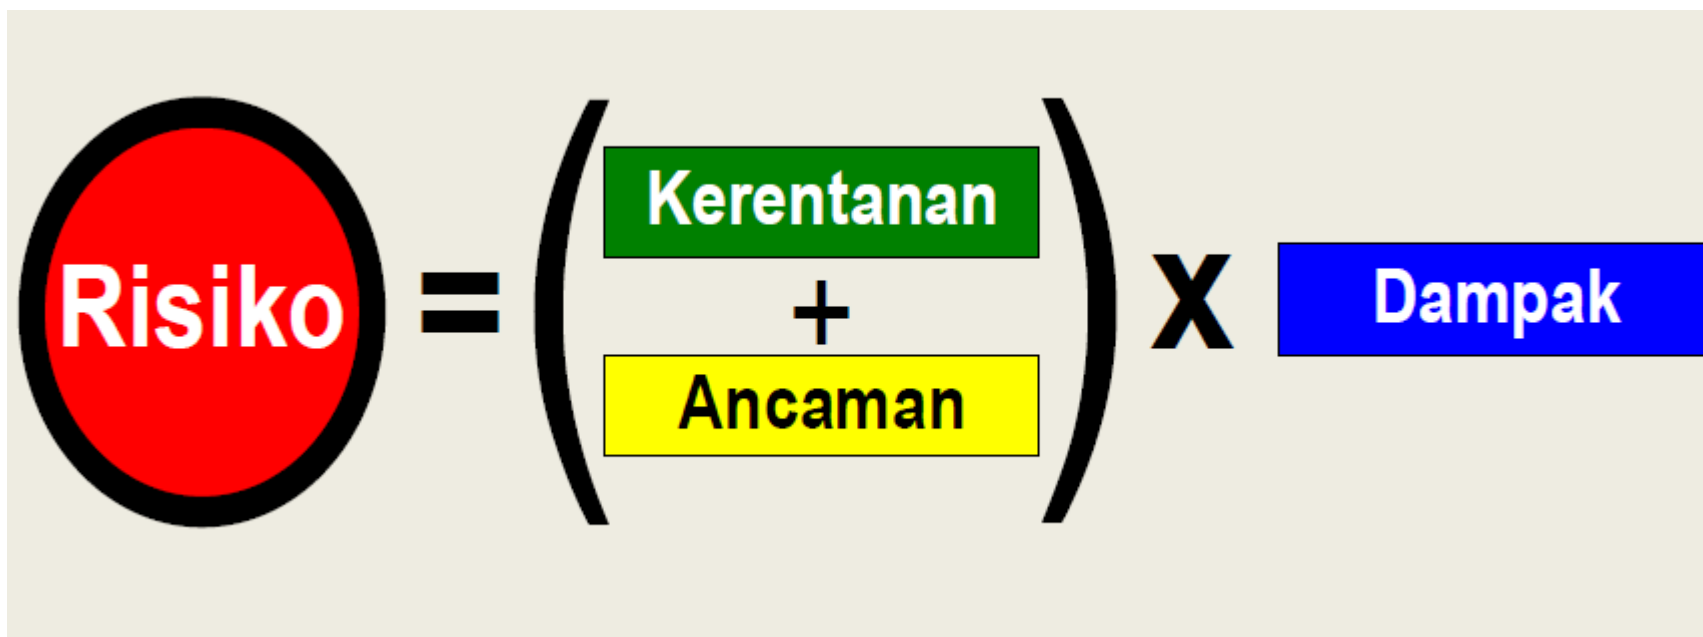 Risiko = ( Kerentanan + Ancaman ) X Dampak